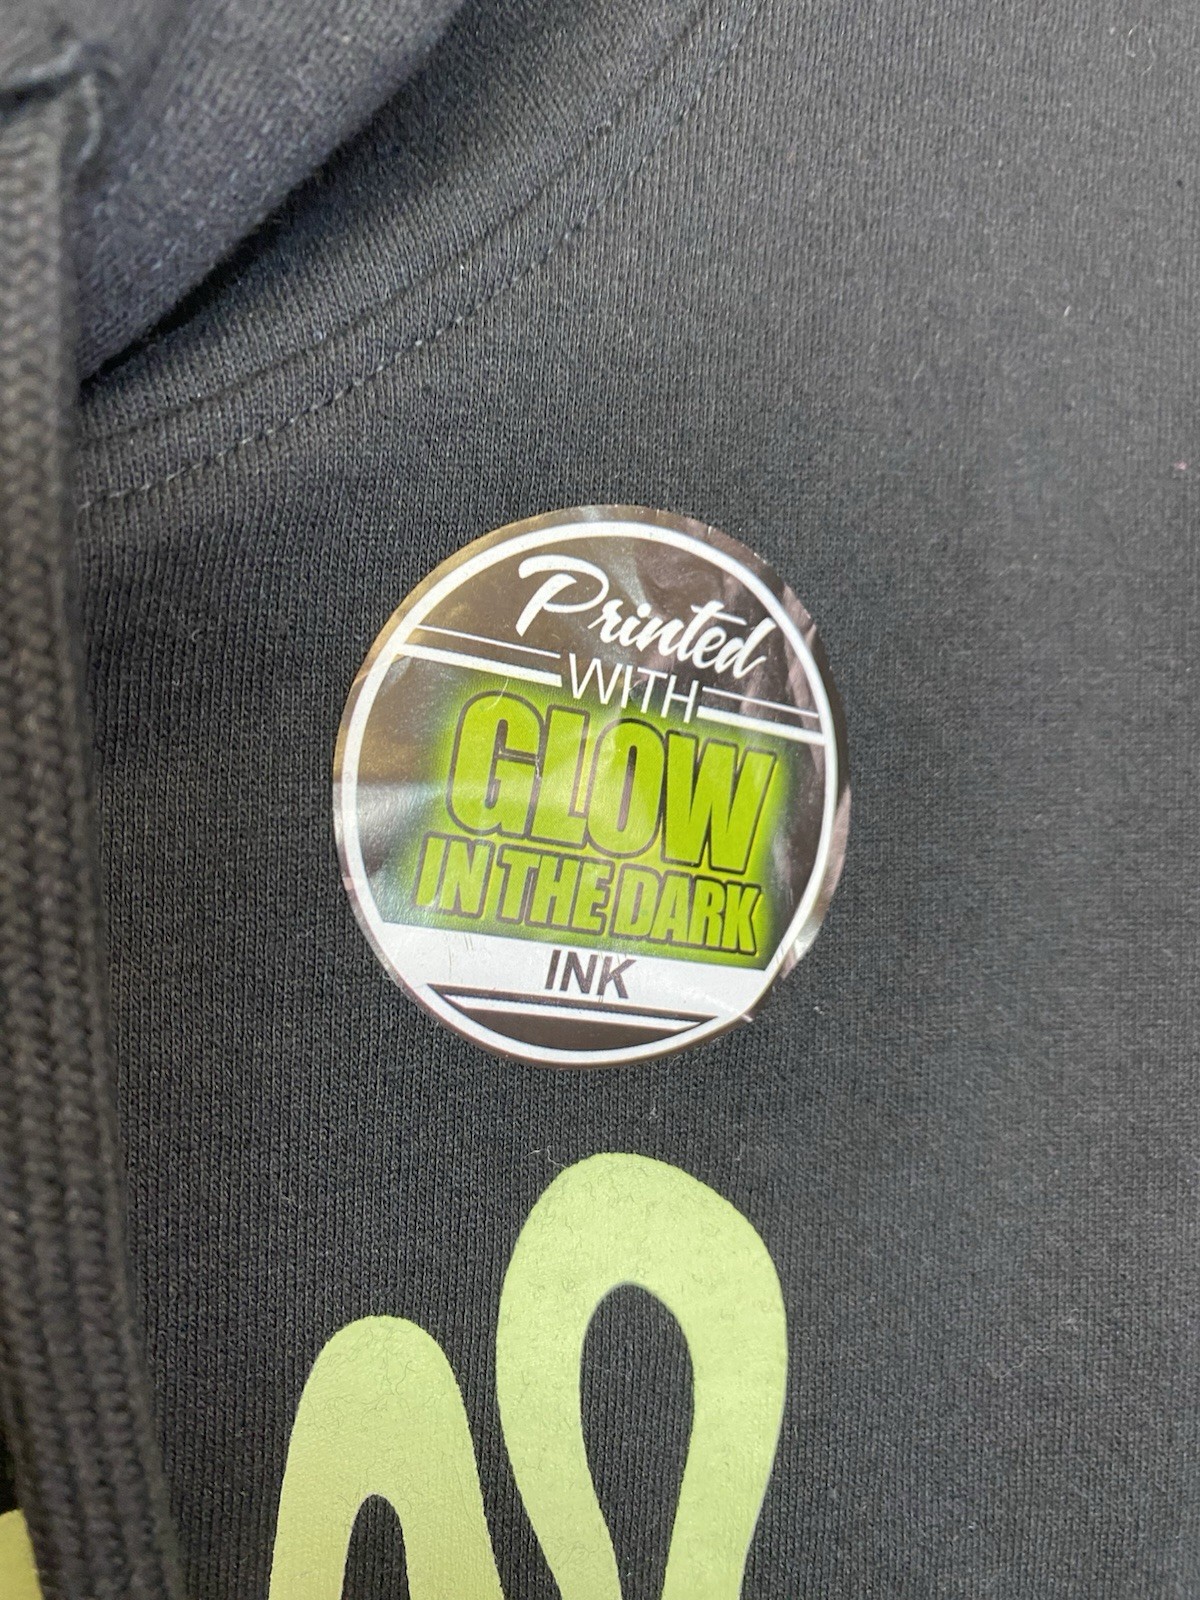 Printed
WITH
GLOW
IN THE DARK
INK